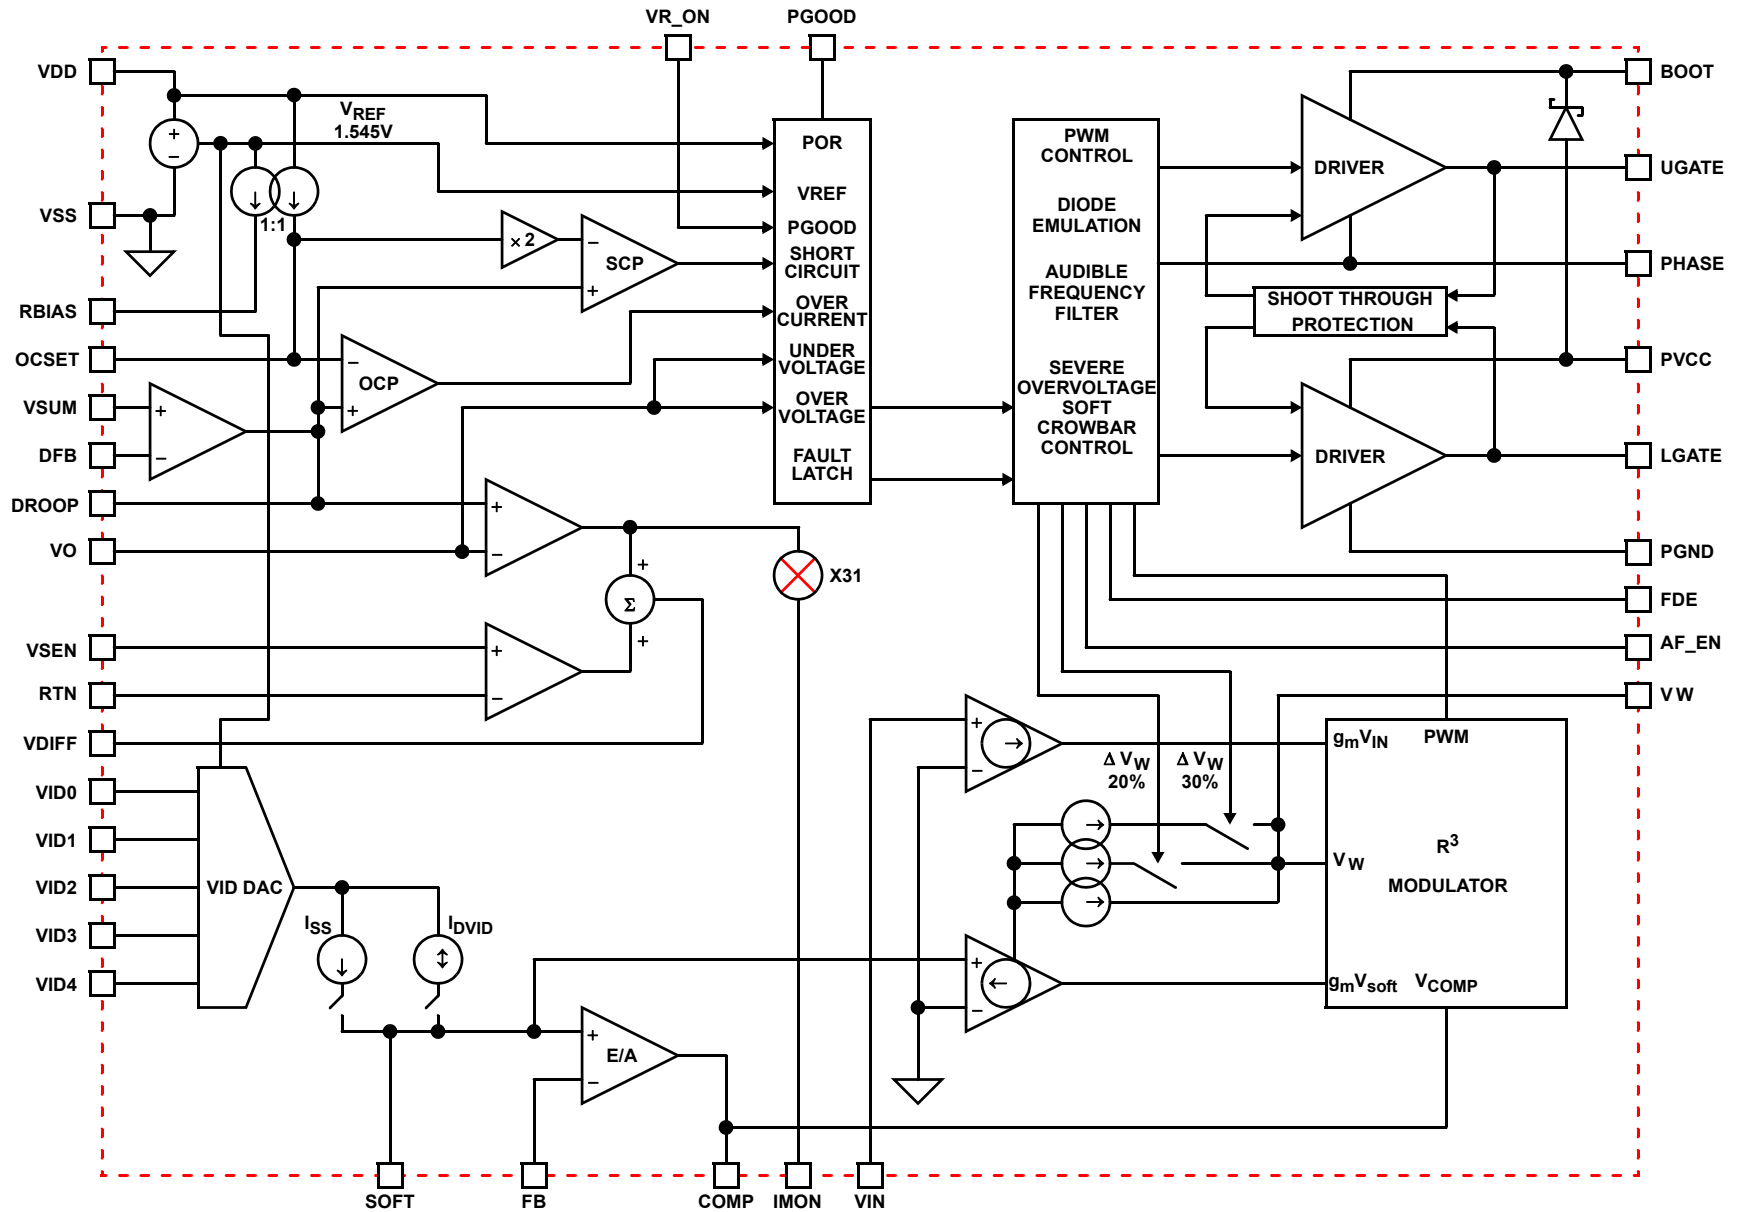 VR_ON
PGOOD
VDD
VSS
RBIAS
OCSET
VSUM
DFB
DROOP
VO
VSEN
RTN
VDIFF
VID0
VID1
VID2
VID3
VID4
+
−
VREF
1.545V
1:1
× 2
−
SCP
+
−
OCP
+
+
−
+
−
+
Σ
+
+
−
X31
POR
VREF
PGOOD
SHORT
CIRCUIT
OVER
CURRENT
UNDER
VOLTAGE
OVER
VOLTAGE
FAULT
LATCH
PWM
CONTROL
DIODE
EMULATION
AUDIBLE
FREQUENCY
FILTER
SEVERE
OVERVOLTAGE
SOFT
CROWBAR
CONTROL
DRIVER
SHOOT THROUGH
PROTECTION
DRIVER
BOOT
UGATE
PHASE
PVCC
LGATE
PGND
FDE
AF_EN
VW
VID DAC
ISS
IDVID
+
E/A
−
+
−
Δ VW
20%
Δ VW
30%
+
−
gmVIN
PWM
VW
R3
MODULATOR
gmVsoft
VCOMP
SOFT
FB
COMP
IMON
VIN